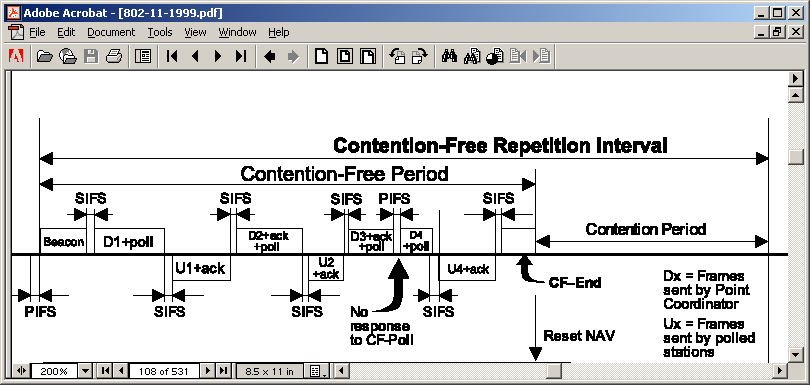 Adobe Acrobat - [802-11-1999.pdf]
File Edit Document Tools View Window Help
Contention-Free Repetition Interval
Contention-Free Period
SIFS SIFS SIFS PIFS SIFS
Contention Period
Beacon D1+poll D2+ack +poll D3+ack +poll D4 +poll
U1+ack U2 +ack U4+ack
PIFS SIFS SIFS SIFS
No
response
to CF-Poll
CF-End
Reset NAV
Dx = Frames
sent by Point
Coordinator
Ux = Frames
sent by polled
stations
200% 108 of 531 8.5 x 11 in